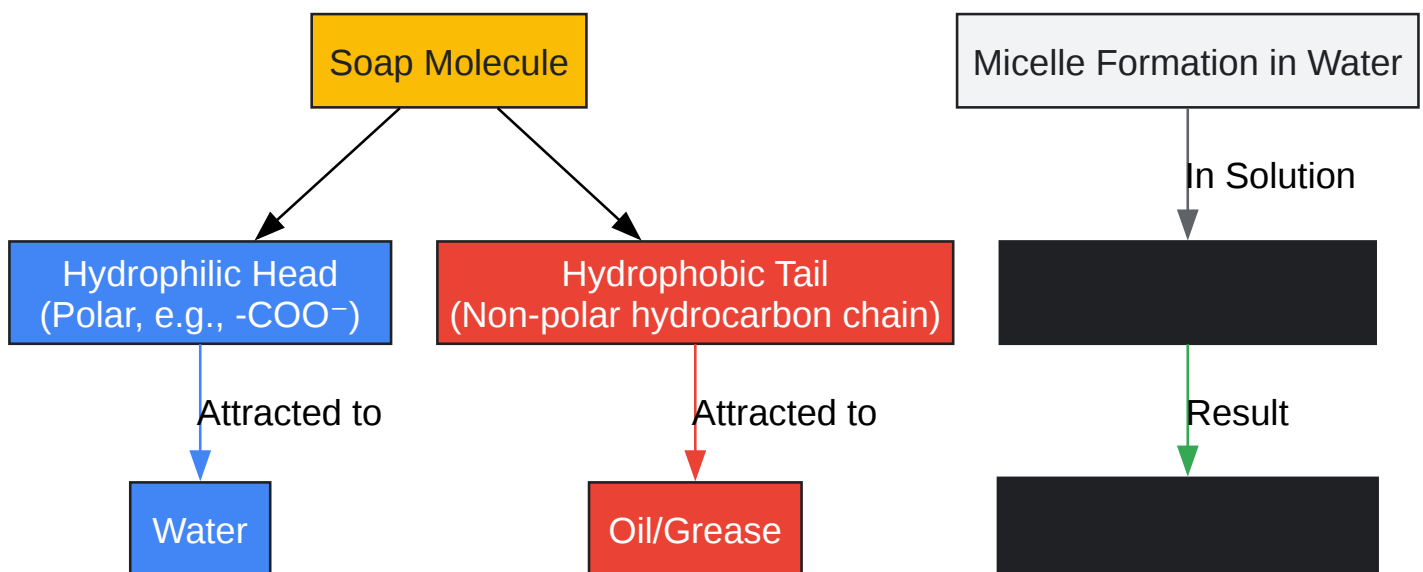 Soap Molecule
Micelle Formation in Water
In Solution
Hydrophilic Head
(Polar, e.g., -COO⁻)
Hydrophobic Tail
(Non-polar hydrocarbon chain)
Attracted to
Attracted to
Result
Water
Oil/Grease